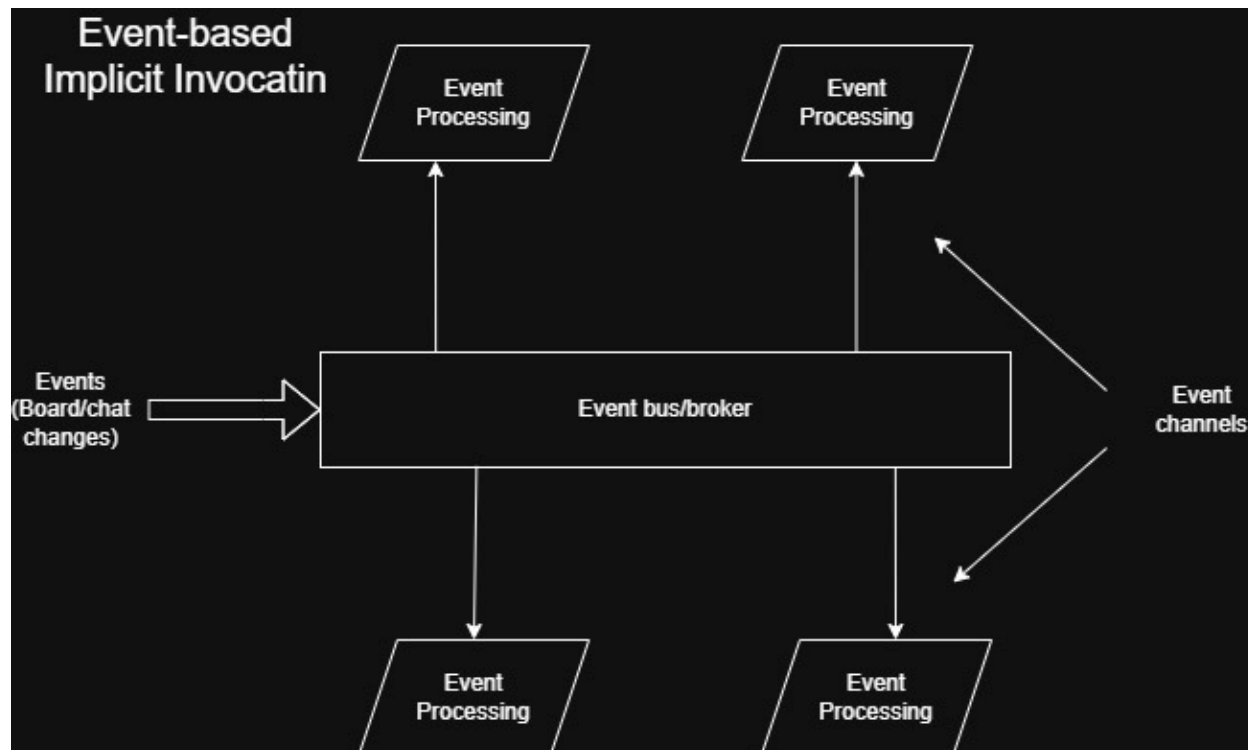 Event-based
Implicit Invocatin
Event
Processing
Event
Processing
Events
(Board/chat
changes)
Event bus/broker
Event
channels
Event
Processing
Event
Processing